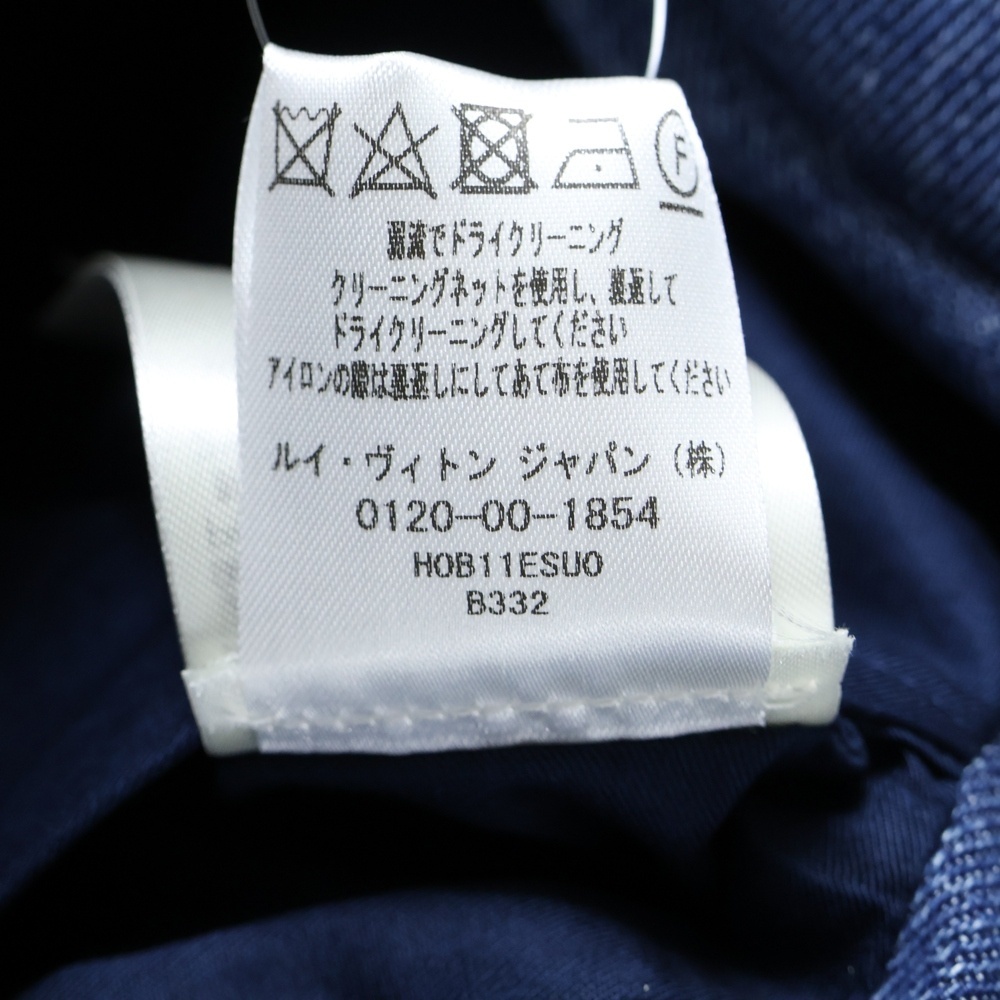 F
弱減でドライクリーニング
クリーニングネットを使用し、裏返して
ドライクリーニングしてください
アイロンの際は裏返しにしてあて布を使用してください
ルイ・ヴィトン ジャパン (株)
0120-00-1854
H0B11ESU0
B332